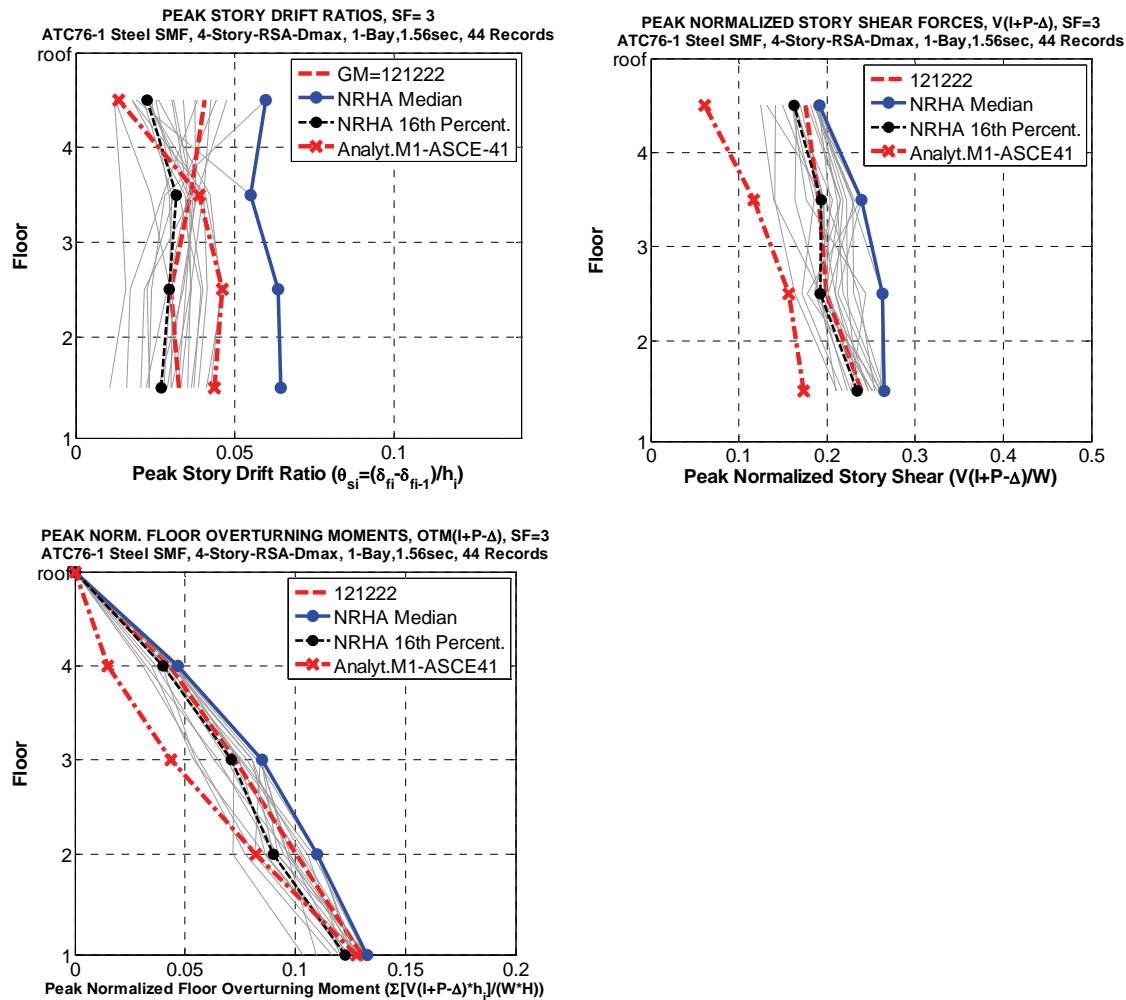 PEAK STORY DRIFT RATIOS, SF= 3
ATC76-1 Steel SMF, 4-Story-RSA-Dmax, 1-Bay,1.56sec, 44 Records
roof
4
3
2
1
Floor
GM=121222
NRHA Median
NRHA 16th Percent.
Analyt.M1-ASCE-41
0
0.05
0.1
Peak Story Drift Ratio (θsi=(δfi-δfi-1)/hi)
PEAK NORMALIZED STORY SHEAR FORCES, V(I+P-Δ), SF=3
ATC76-1 Steel SMF, 4-Story-RSA-Dmax, 1-Bay,1.56sec, 44 Records
roof
4
3
2
1
Floor
121222
NRHA Median
NRHA 16th Percent.
Analyt.M1-ASCE41
0
0.1
0.2
0.3
0.4
0.5
Peak Normalized Story Shear (V(I+P-Δ)/W)
PEAK NORM. FLOOR OVERTURNING MOMENTS, OTM(I+P-Δ), SF=3
ATC76-1 Steel SMF, 4-Story-RSA-Dmax, 1-Bay,1.56sec, 44 Records
roof
4
3
2
1
Floor
121222
NRHA Median
NRHA 16th Percent.
Analyt.M1-ASCE41
0
0.05
0.1
0.15
0.2
Peak Normalized Floor Overturning Moment (Σ[V(I+P-Δ)*hi]/(W*H))